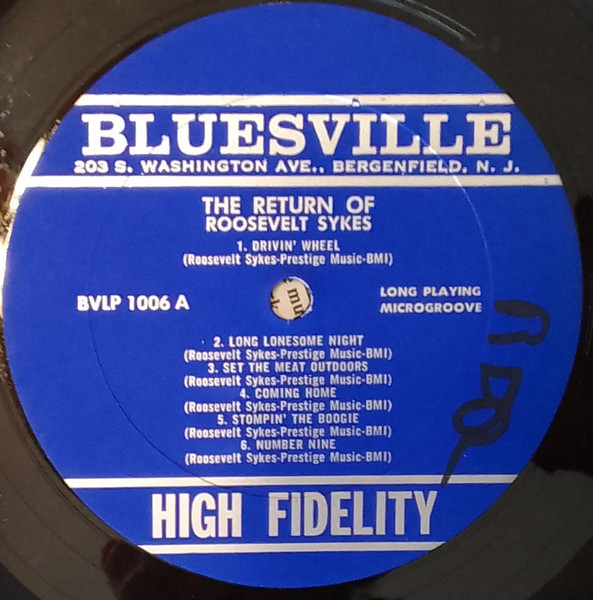 BLUESVILLE
203 S. WASHINGTON AVE., BERGENFIELD, N. J.
THE RETURN OF
ROOSEVELT SYKES
1. DRIVIN' WHEEL
(Roosevelt Sykes-Prestige Music-BMI)
BVLP 1006 A
mu
LONG PLAYING
MICROGROOVE
2. LONG LONESOME NIGHT
(Roosevelt Sykes-Prestige Music-BMI)
3. SET THE MEAT OUTDOORS
(Roosevelt Sykes-Prestige Music-BMI)
4. COMING HOME
(Roosevelt Sykes-Prestige Music-BMI)
5. STOMPIN' THE BOOGIE
(Roosevelt Sykes-Prestige Music-BMI)
6. NUMBER NINE
(Roosevelt Sykes-Prestige Music-BMI)
HIGH FIDELITY